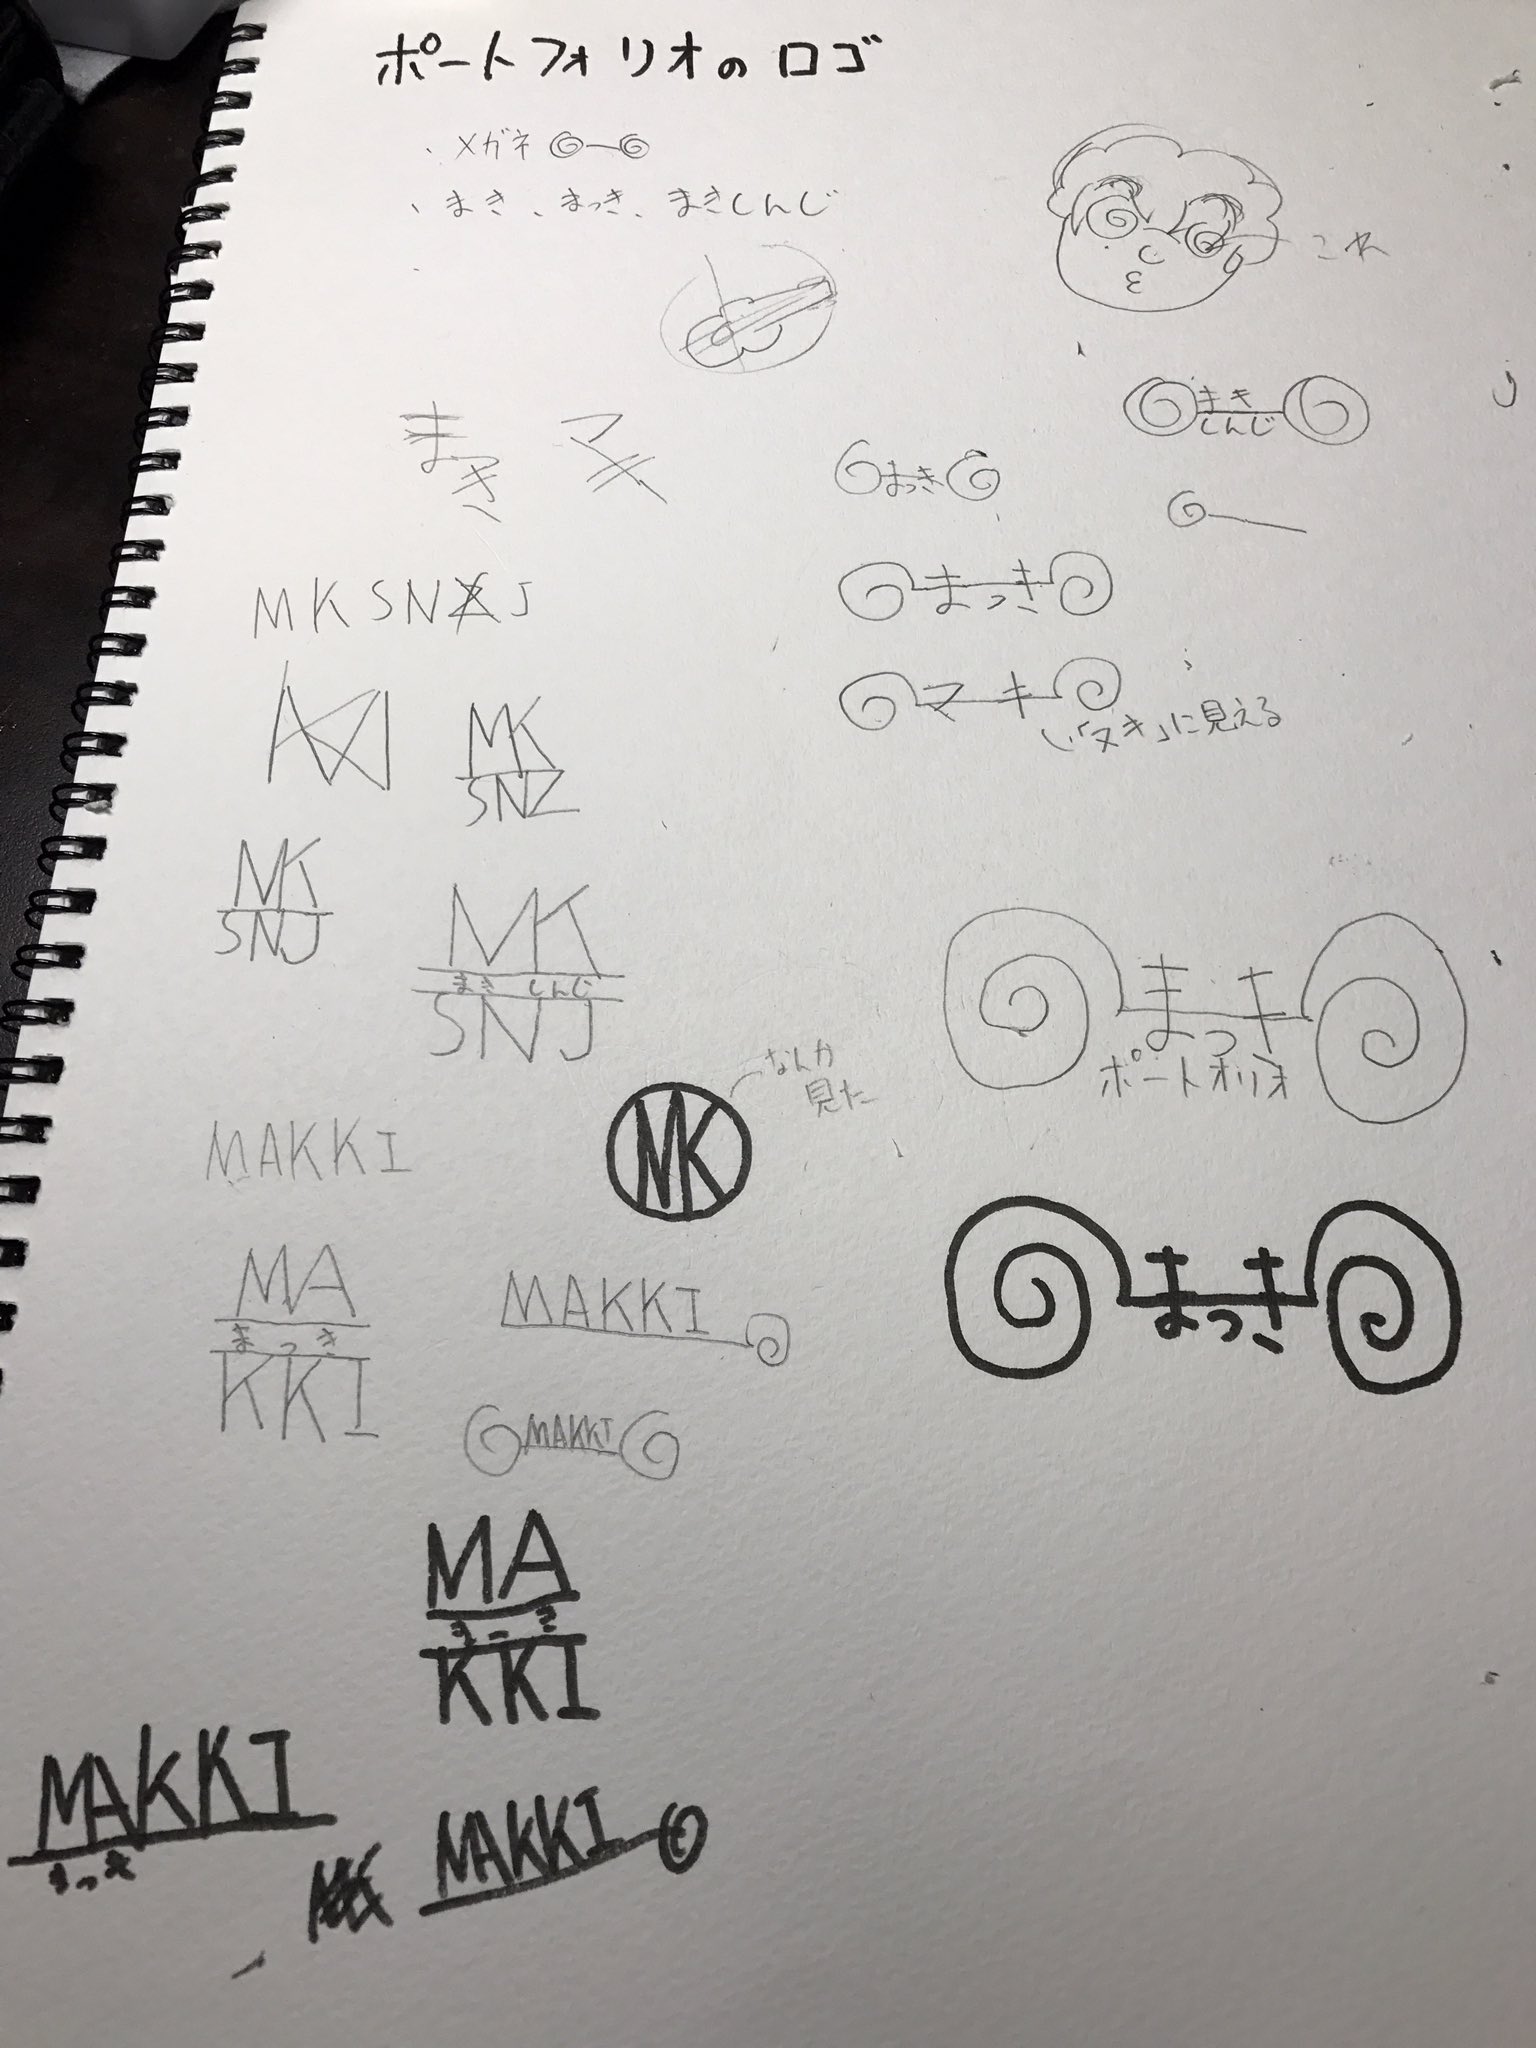 ポートフォリオのロゴ
・メガネ
・まき、まっき、まきしんじ
これ
まき
しんじ
まき
マキ
まっき
MKSNJ
まっき
マキ
「ヌキ」に見える
MK
SNZ
MK
SNJ
MK
まきしんじ
SNJ
まっき
ポートオリオ
なんか
見た
MK
MAKKI
まっき
MA
まっき
KKI
MAKKI
MAKKI
MA
まっき
KKI
MAKKI
まっき
MAKKI